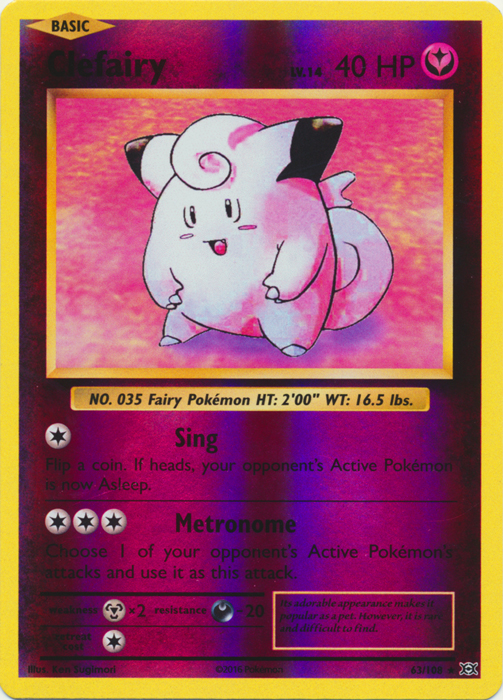 BASIC
Clefairy LV.14 40 HP
NO. 035 Fairy Pokémon HT: 2'00" WT: 16.5 lbs.
Sing
Flip a coin. If heads, your opponent's Active Pokémon
is now Asleep.
Metronome
Choose 1 of your opponent's Active Pokémon's
attacks and use it as this attack.
weakness ×2 resistance -20
retreat
cost
Its adorable appearance makes it
popular as a pet. However, it is rare
and difficult to find.
Illus. Ken Sugimori ©2016 Pokémon 63/108 ★